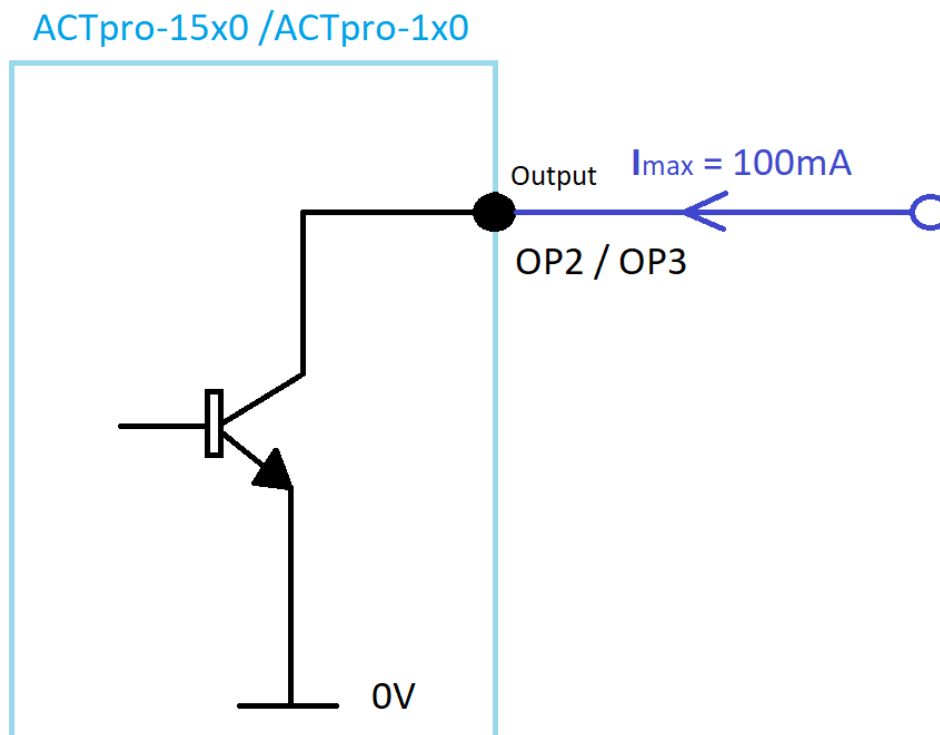 ACTpro-15x0 /ACTpro-1x0
Output
Imax = 100mA
OP2 / OP3
0V